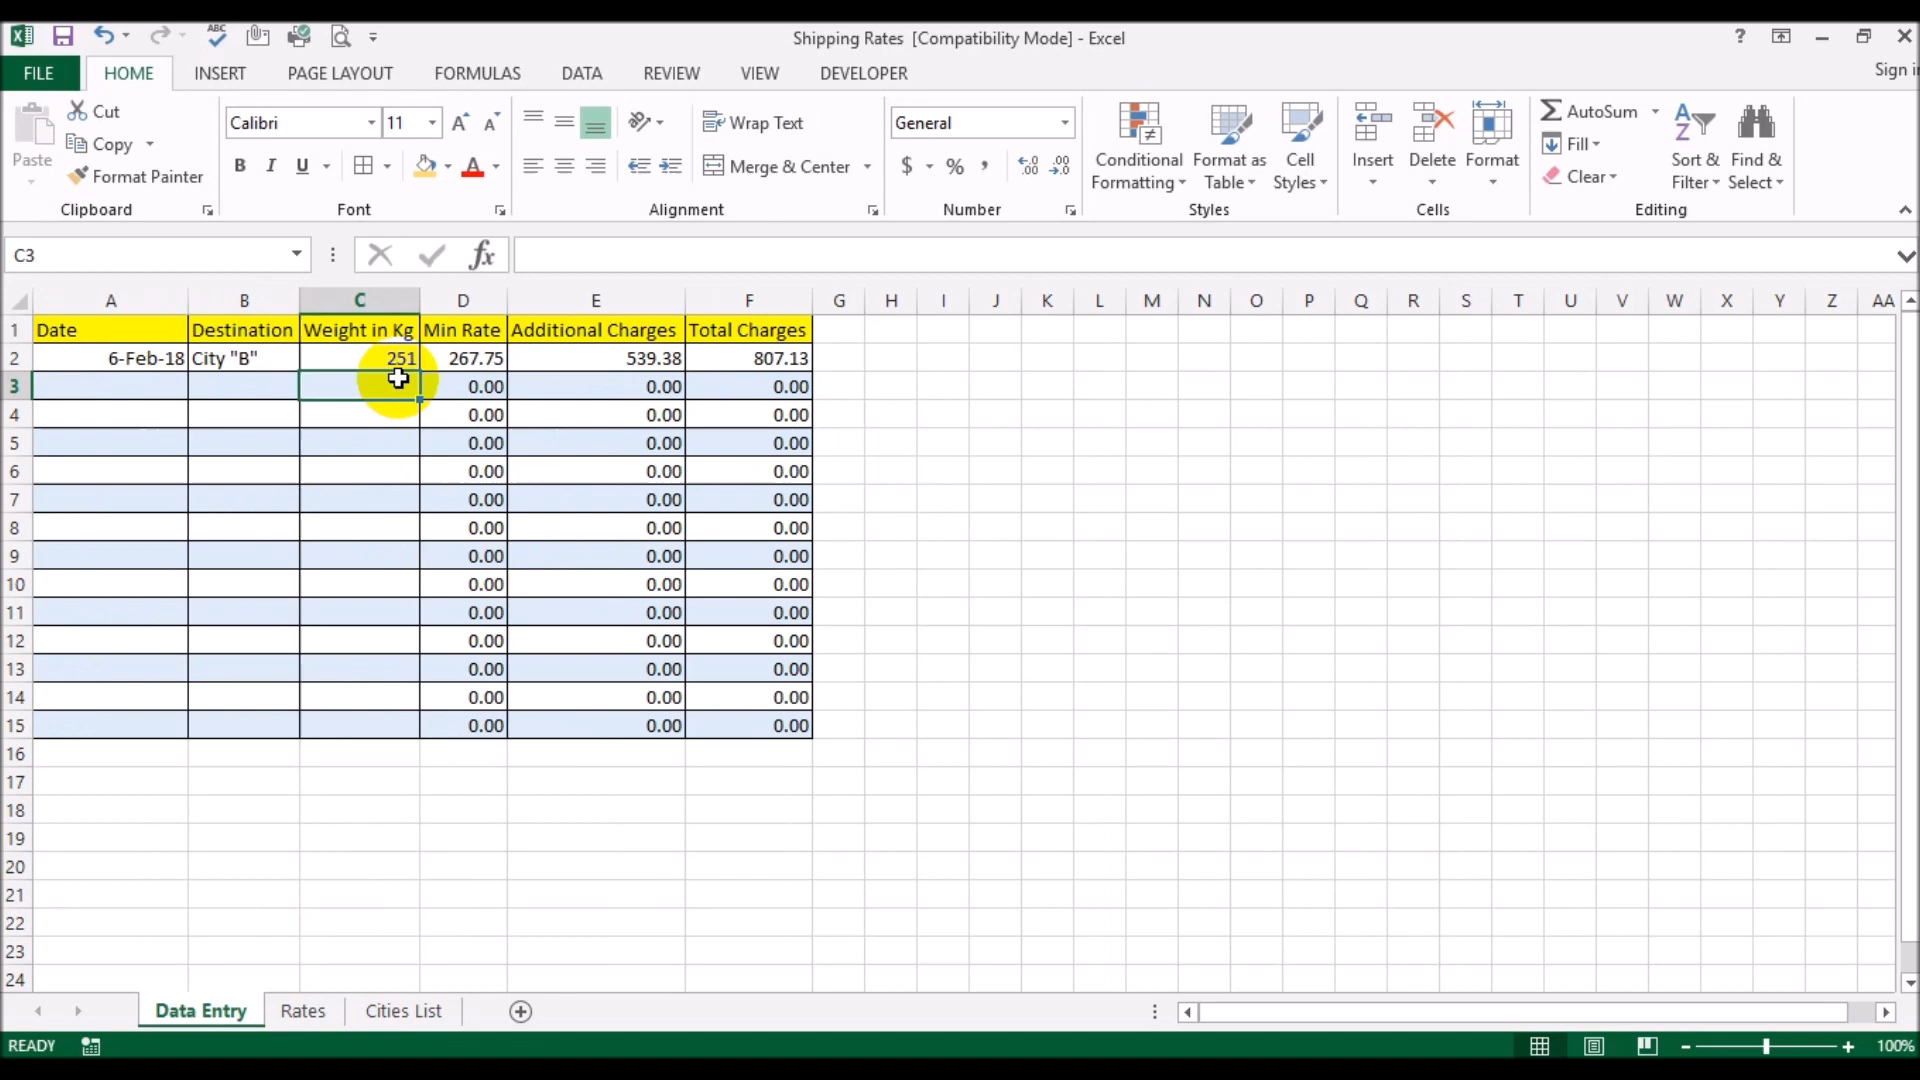 Shipping Rates [Compatibility Mode] - Excel
?
ABC
FILE HOME INSERT PAGE LAYOUT FORMULAS DATA REVIEW VIEW DEVELOPER Sign i
Paste Cut Copy Format Painter Clipboard
Calibri 11 A A B I U A Font
Wrap Text Merge & Center Alignment
General $ % , .0 .00 .00 .0 Number
Conditional Formatting Format as Table Cell Styles Styles
Insert Delete Format Cells
AutoSum Fill Clear Sort & Filter Find & Select Editing
C3 fx
A B C D E F G H I J K L M N O P Q R S T U V W X Y Z AA
1 Date Destination Weight in Kg Min Rate Additional Charges Total Charges
2 6-Feb-18 City "B" 251 267.75 539.38 807.13
3 0.00 0.00 0.00
4 0.00 0.00 0.00
5 0.00 0.00 0.00
6 0.00 0.00 0.00
7 0.00 0.00 0.00
8 0.00 0.00 0.00
9 0.00 0.00 0.00
10 0.00 0.00 0.00
11 0.00 0.00 0.00
12 0.00 0.00 0.00
13 0.00 0.00 0.00
14 0.00 0.00 0.00
15 0.00 0.00 0.00
16
17
18
19
20
21
22
23
24
Data Entry Rates Cities List
READY 100%